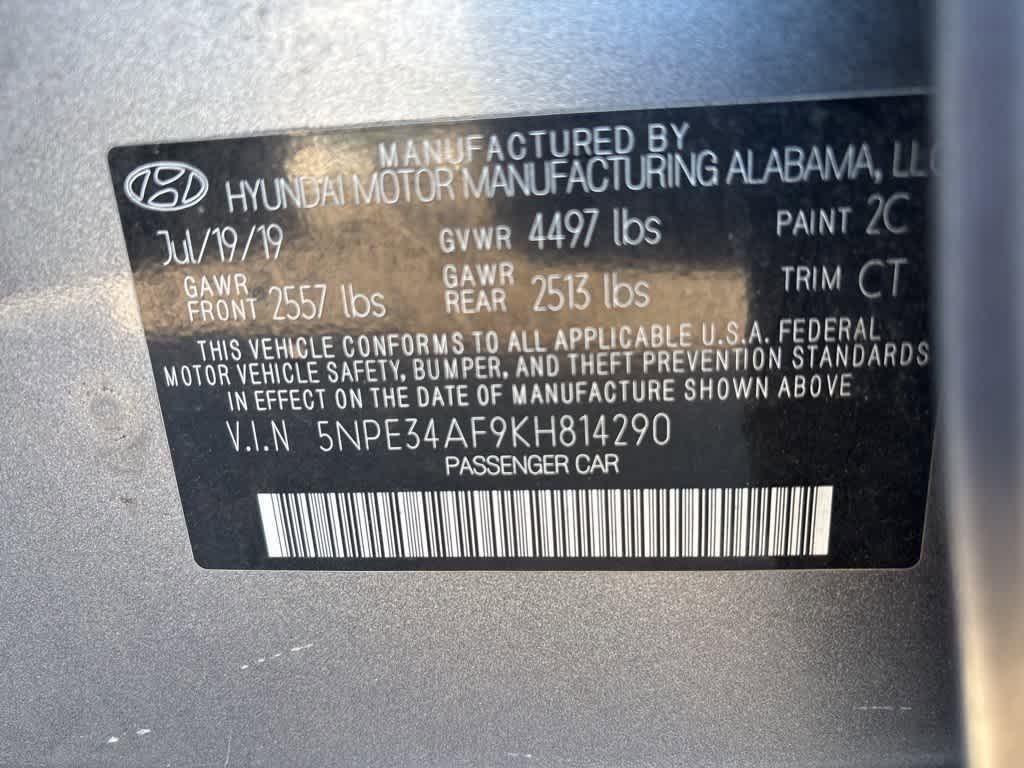 MANUFACTURED BY
HYUNDAI MOTOR MANUFACTURING ALABAMA, LLC
Jul/19/19 GVWR 4497 lbs PAINT 2C
GAWR FRONT 2557 lbs GAWR REAR 2513 lbs TRIM CT
THIS VEHICLE CONFORMS TO ALL APPLICABLE U.S.A. FEDERAL
MOTOR VEHICLE SAFETY, BUMPER, AND THEFT PREVENTION STANDARDS
IN EFFECT ON THE DATE OF MANUFACTURE SHOWN ABOVE
V.I.N 5NPE34AF9KH814290
PASSENGER CAR